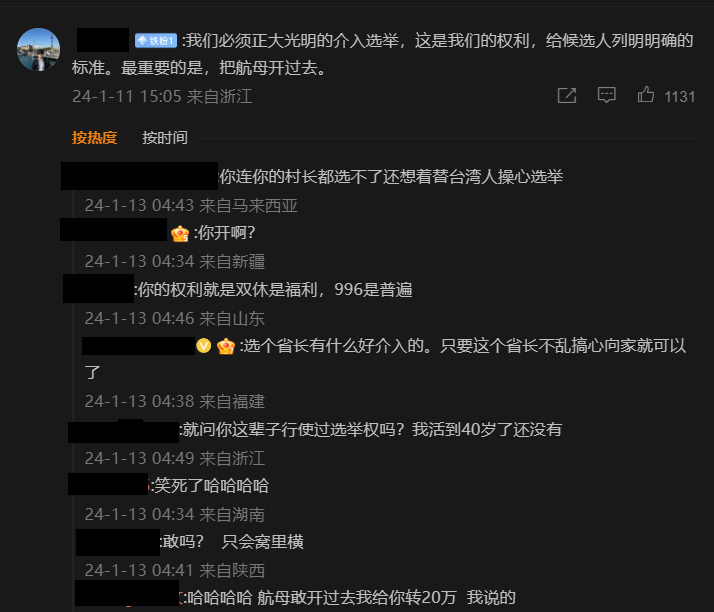 铁粉1 :我们必须正大光明的介入选举，这是我们的权利，给候选人列明明确的
标准。最重要的是，把航母开过去。
24-1-11 15:05 来自浙江 1131
按热度 按时间
:你连你的村长都选不了还想着替台湾人操心选举
24-1-13 04:43 来自马来西亚
:你开啊？
24-1-13 04:34 来自新疆
:你的权利就是双休是福利，996是普遍
24-1-13 04:46 来自山东
:选个省长有什么好介入的。只要这个省长不乱搞心向家就可以
了
24-1-13 04:38 来自福建
:就问你这辈子行使过选举权吗？我活到40岁了还没有
24-1-13 04:49 来自浙江
:笑死了哈哈哈哈
24-1-13 04:34 来自湖南
:敢吗？ 只会窝里横
24-1-13 04:41 来自陕西
:哈哈哈哈 航母敢开过去我给你转20万 我说的